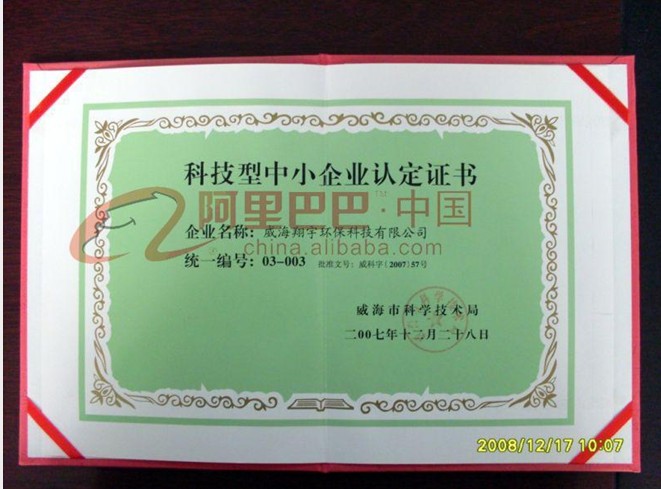 科技型中小企业认定证书
阿里巴巴·中国
TM
企业名称：威海翔宇环保科技有限公司
china.alibaba.com
统一编号：03-003 批准文号：威科字〔2007〕57号
威海市科学技术局
二00七年十二月二十八日
2008/12/17 10:07